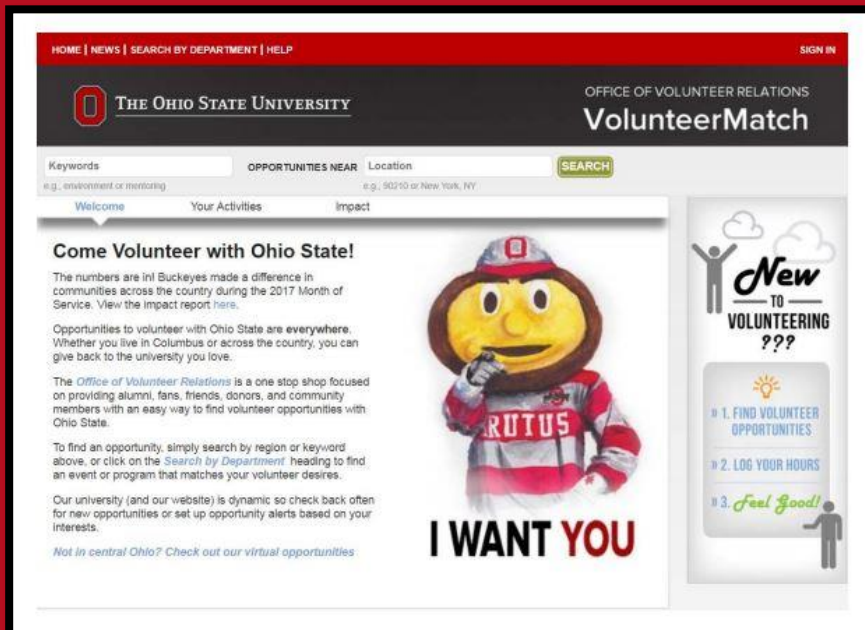 HOME | NEWS | SEARCH BY DEPARTMENT | HELP
SIGN IN
THE OHIO STATE UNIVERSITY
OFFICE OF VOLUNTEER RELATIONS
VolunteerMatch
Keywords
OPPORTUNITIES NEAR
Location
SEARCH
e.g., environment or mentoring
e.g., 90210 or New York, NY
Welcome
Your Activities
Impact
Come Volunteer with Ohio State!
The numbers are in! Buckeyes made a difference in
communities across the country during the 2017 Month of
Service. View the impact report here.
Opportunities to volunteer with Ohio State are everywhere.
Whether you live in Columbus or across the country, you can
give back to the university you love.
The Office of Volunteer Relations is a one stop shop focused
on providing alumni, fans, friends, donors, and community
members with an easy way to find volunteer opportunities with
Ohio State.
To find an opportunity, simply search by region or keyword
above, or click on the Search by Department heading to find
an event or program that matches your volunteer desires.
Our university (and our website) is dynamic so check back often
for new opportunities or set up opportunity alerts based on your
interests.
Not in central Ohio? Check out our virtual opportunities
O
BRUTUS
I WANT YOU
New
TO
VOLUNTEERING
???
» 1. FIND VOLUNTEER
OPPORTUNITIES
» 2. LOG YOUR HOURS
» 3. Feel Good!